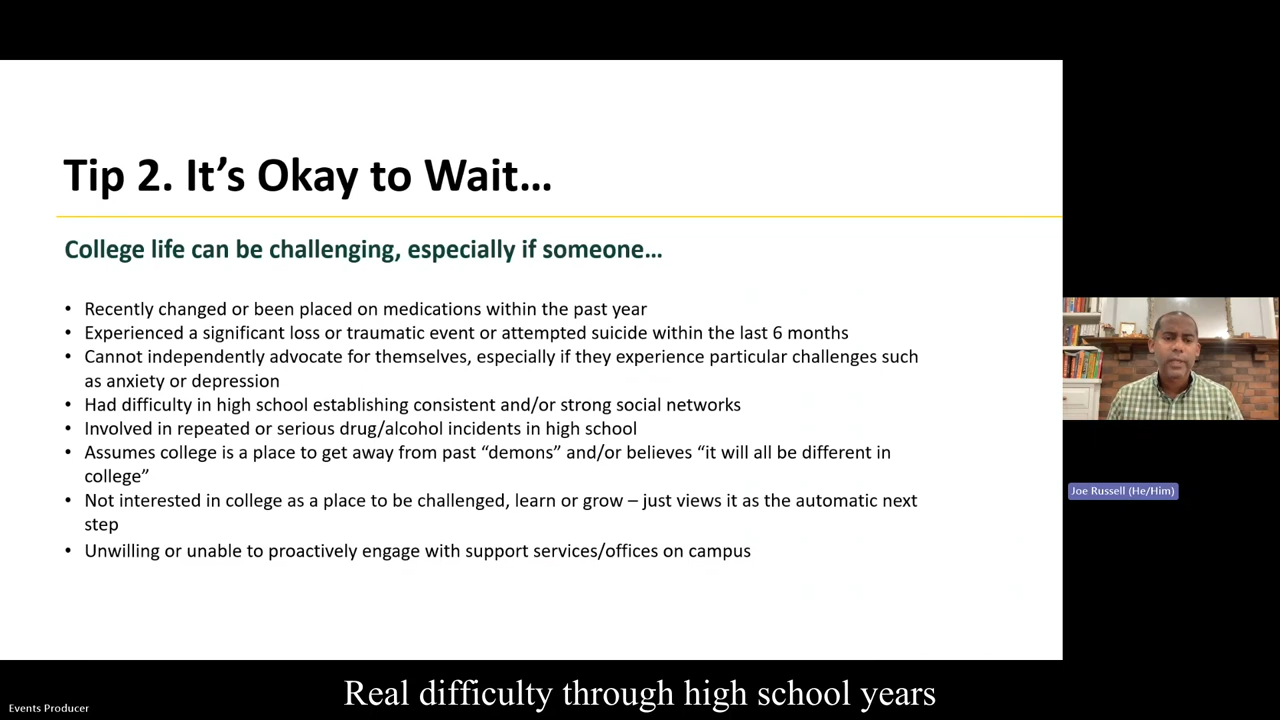 Tip 2. It’s Okay to Wait…
College life can be challenging, especially if someone…
• Recently changed or been placed on medications within the past year
• Experienced a significant loss or traumatic event or attempted suicide within the last 6 months
• Cannot independently advocate for themselves, especially if they experience particular challenges such
as anxiety or depression
• Had difficulty in high school establishing consistent and/or strong social networks
• Involved in repeated or serious drug/alcohol incidents in high school
• Assumes college is a place to get away from past “demons” and/or believes “it will all be different in
college”
• Not interested in college as a place to be challenged, learn or grow – just views it as the automatic next
step
• Unwilling or unable to proactively engage with support services/offices on campus
Joe Russell (He/Him)
Real difficulty through high school years
Events Producer